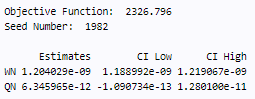 Objective Function:  2326.796
Seed Number:  1982
Estimates CI Low CI High
WN 1.204029e-09 1.188992e-09 1.219067e-09
QN 6.345965e-12 -1.090734e-13 1.280100e-11